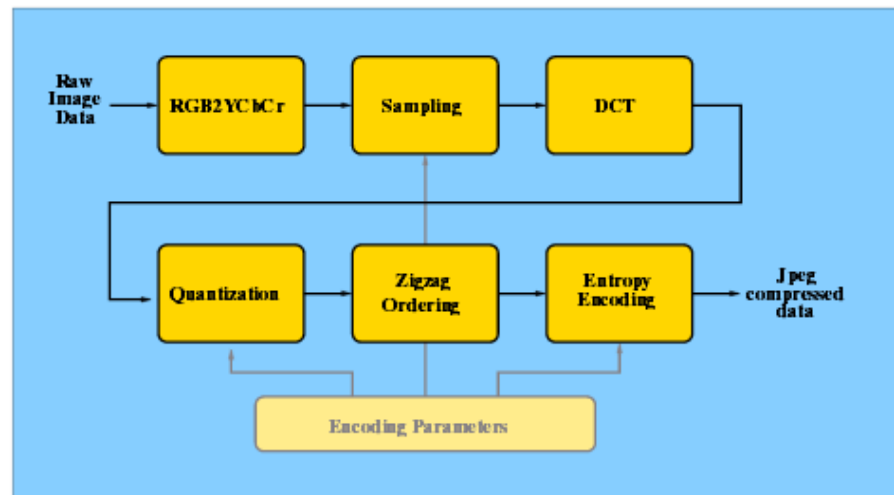 Raw
Image
Data
RGB2YCbCr
Sampling
DCT
Quantization
Zigzag
Ordering
Entropy
Encoding
Jpeg
compressed
data
Encoding Parameters